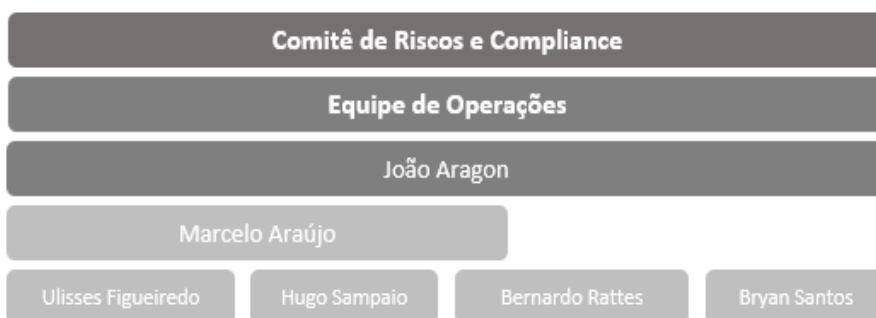 Comitê de Riscos e Compliance
Equipe de Operações
João Aragon
Marcelo Araújo
Ulisses Figueiredo Hugo Sampaio Bernardo Rattes Bryan Santos